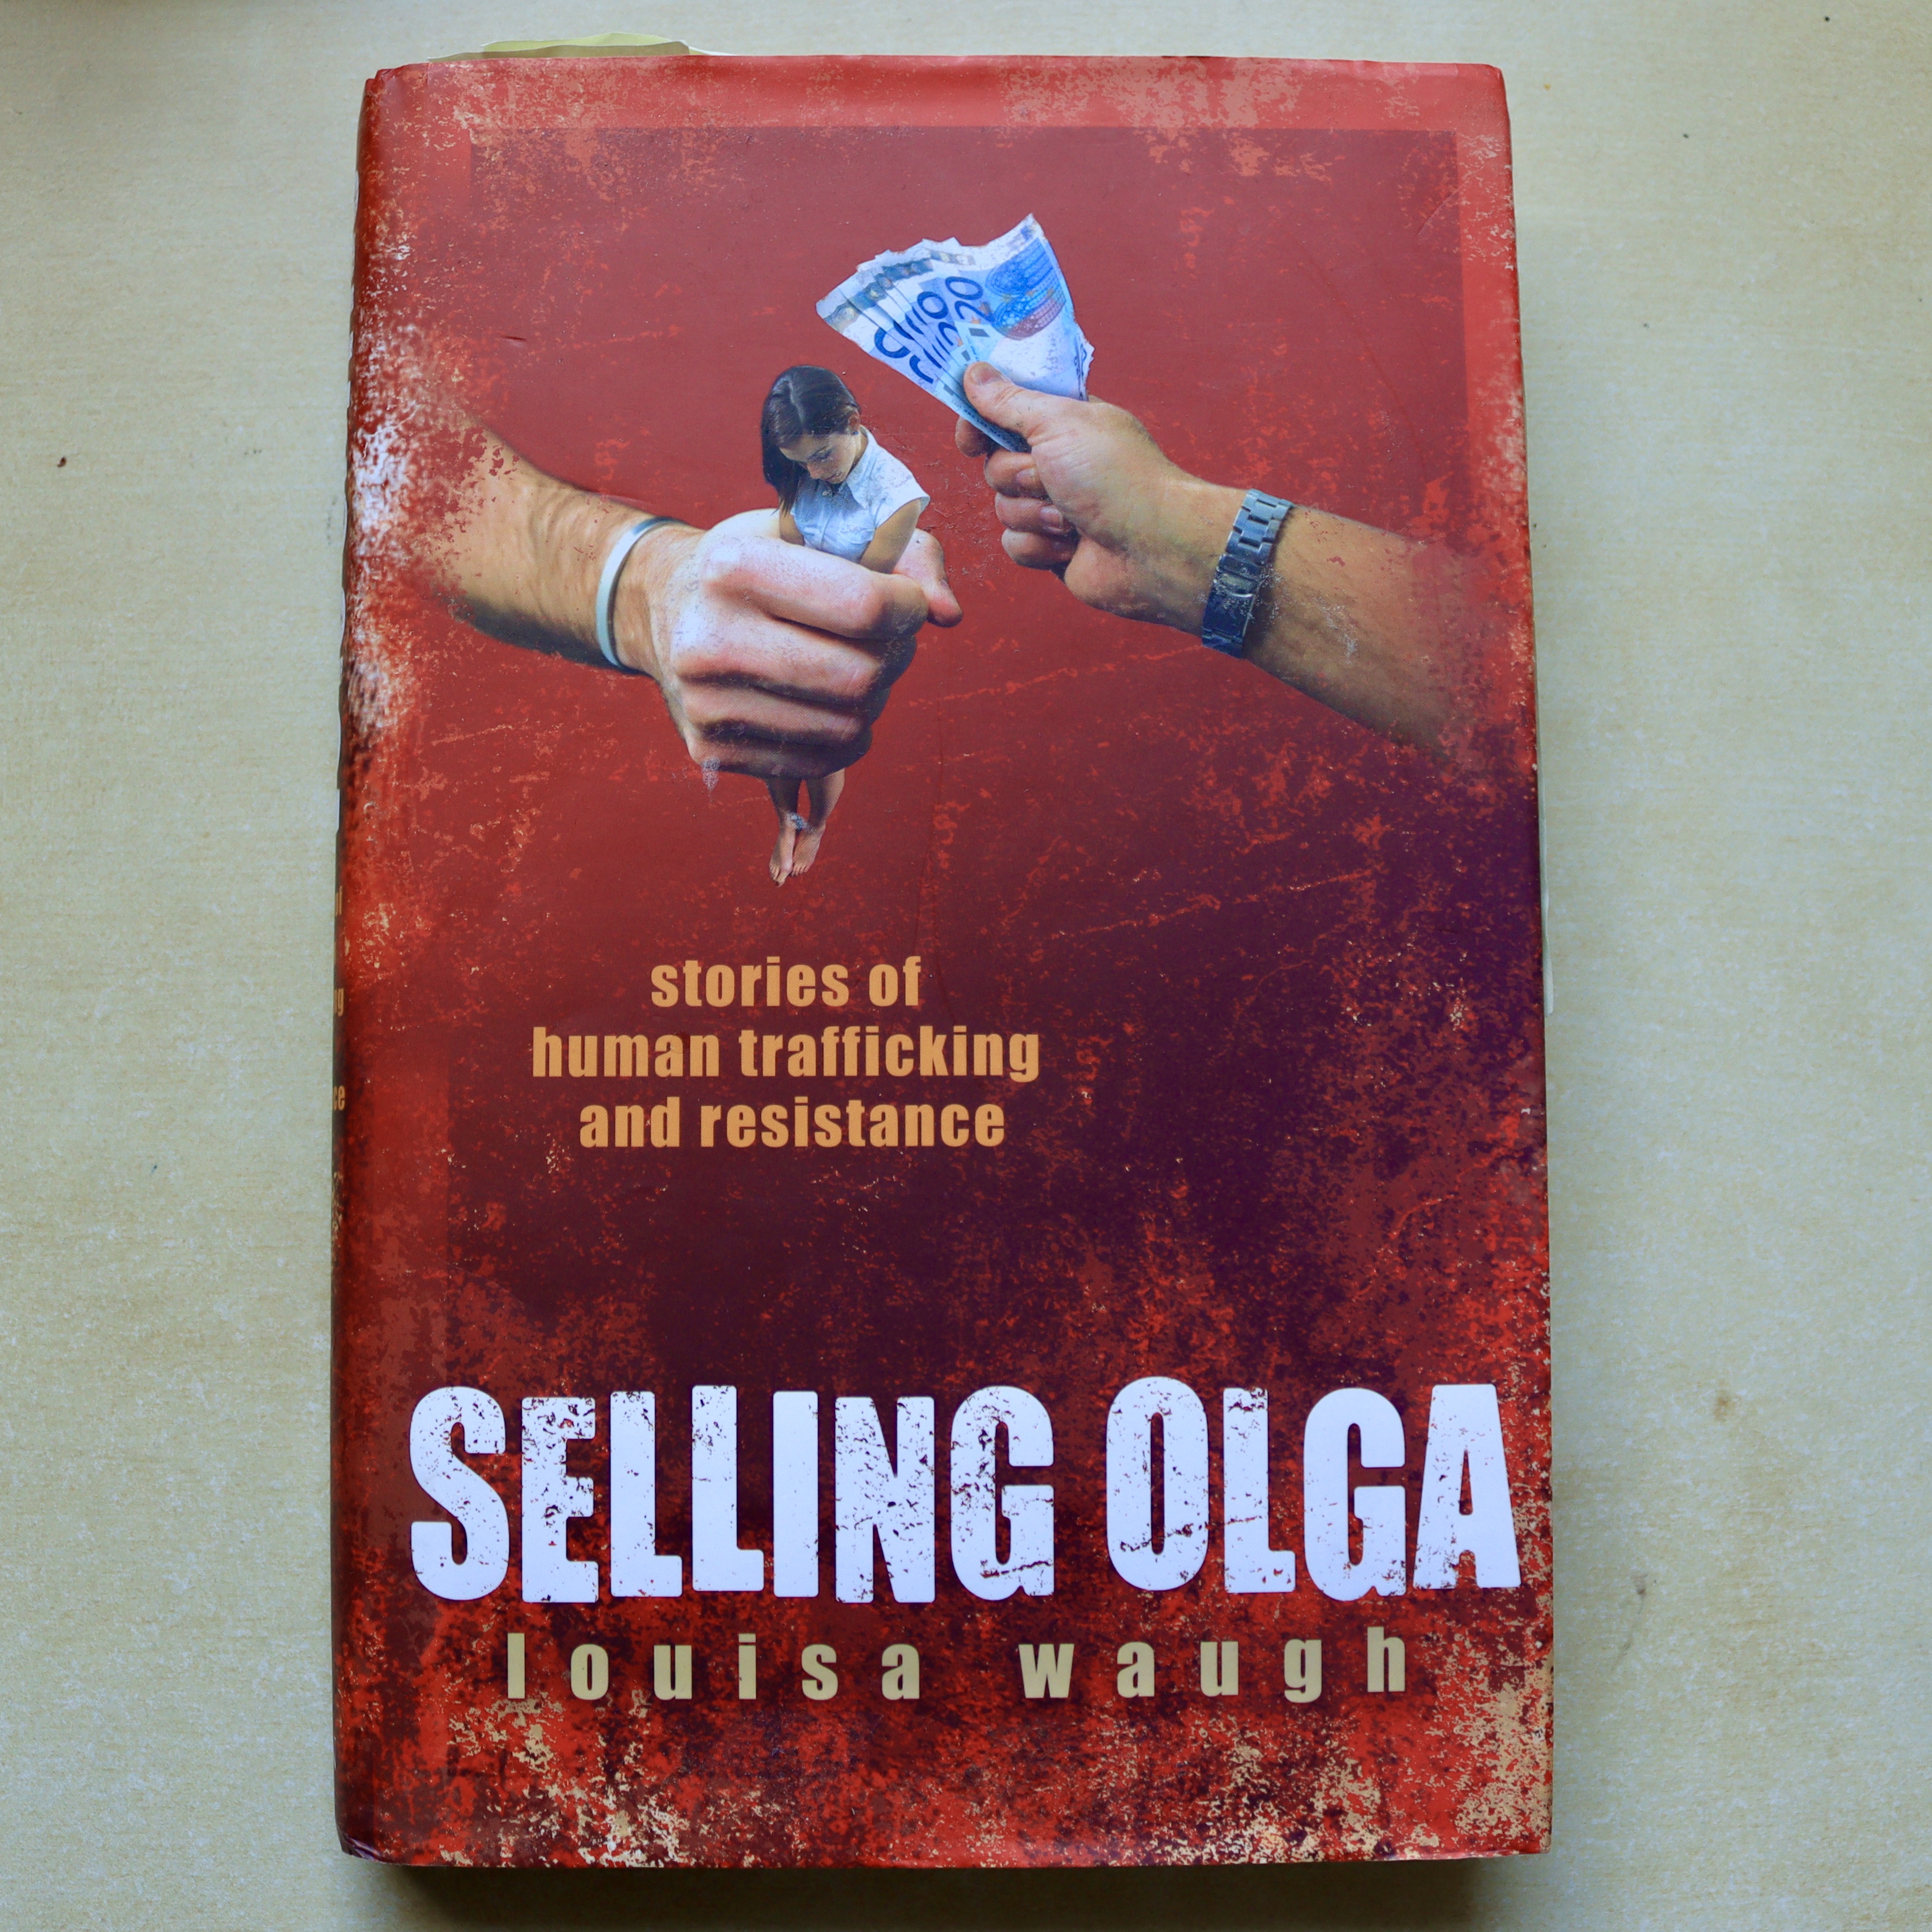 stories of
human trafficking
and resistance
SELLING OLGA
louisa waugh